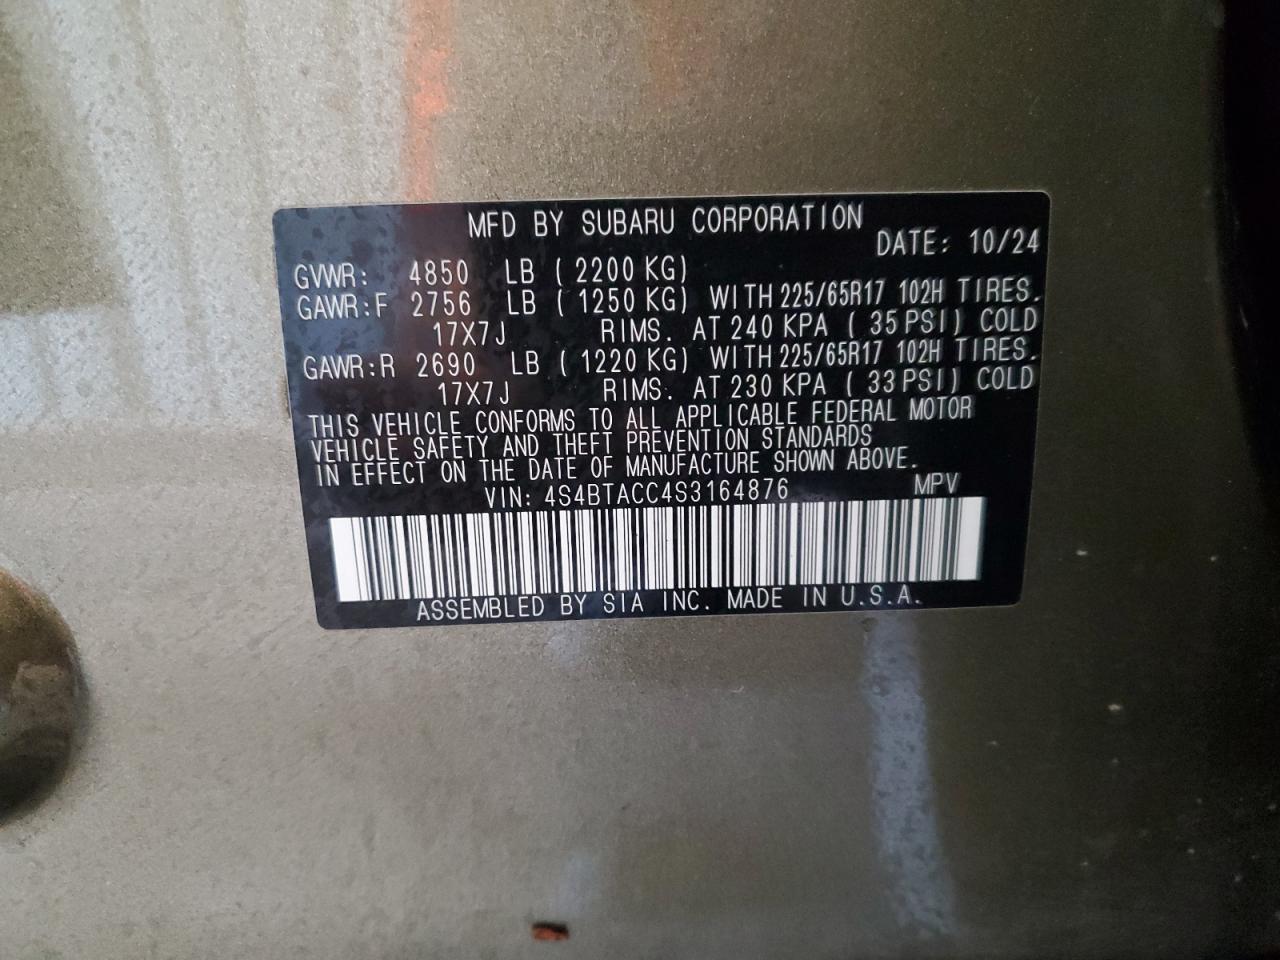 MFD BY SUBARU CORPORATION
DATE: 10/24
GVWR: 4850 LB ( 2200 KG)
GAWR:F 2756 LB ( 1250 KG) WITH 225/65R17 102H TIRES.
17X7J RIMS. AT 240 KPA ( 35 PSI) COLD
GAWR:R 2690 LB ( 1220 KG) WITH 225/65R17 102H TIRES.
17X7J RIMS. AT 230 KPA ( 33 PSI) COLD
THIS VEHICLE CONFORMS TO ALL APPLICABLE FEDERAL MOTOR
VEHICLE SAFETY AND THEFT PREVENTION STANDARDS
IN EFFECT ON THE DATE OF MANUFACTURE SHOWN ABOVE.
VIN: 4S4BTACC4S3164876 MPV
ASSEMBLED BY SIA INC. MADE IN U.S.A.